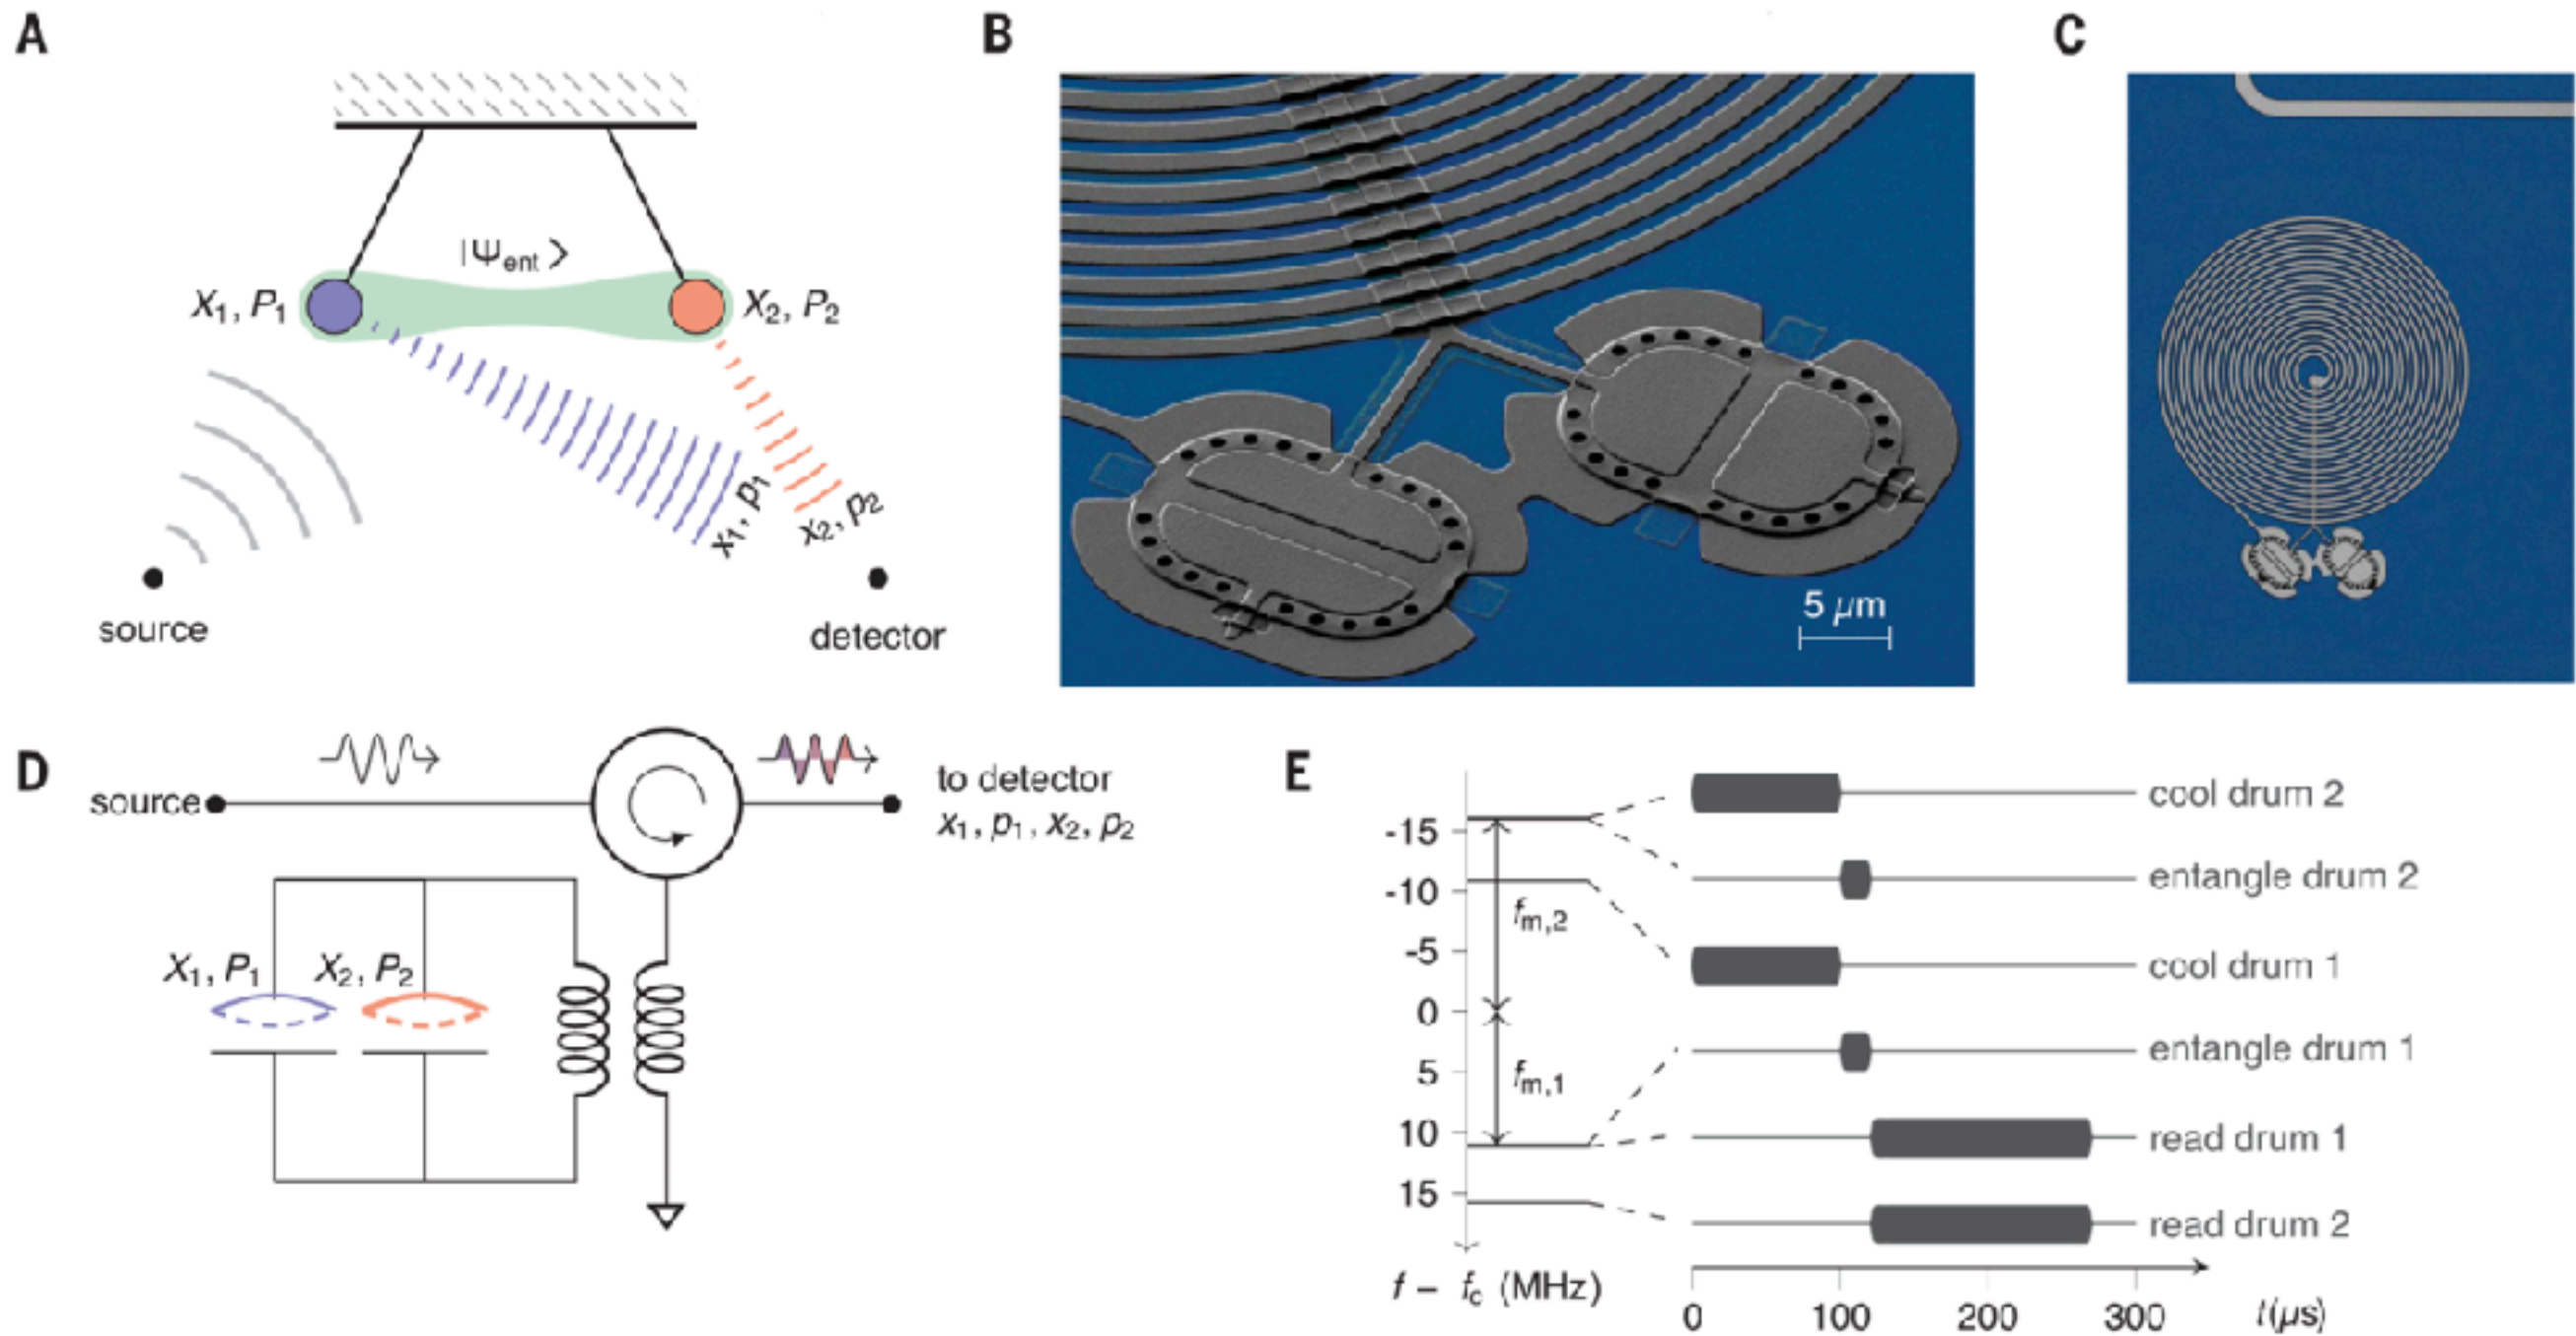 A
|Ψent⟩
X1, P1
X2, P2
x1, p1
x2, p2
source
detector
B
5 μm
C
D
source
to detector
x1, p1, x2, p2
X1, P1
X2, P2
E
-15
-10
-5
0
5
10
15
fm,2
fm,1
f – fc (MHz)
cool drum 2
entangle drum 2
cool drum 1
entangle drum 1
read drum 1
read drum 2
0
100
200
300
t(μs)